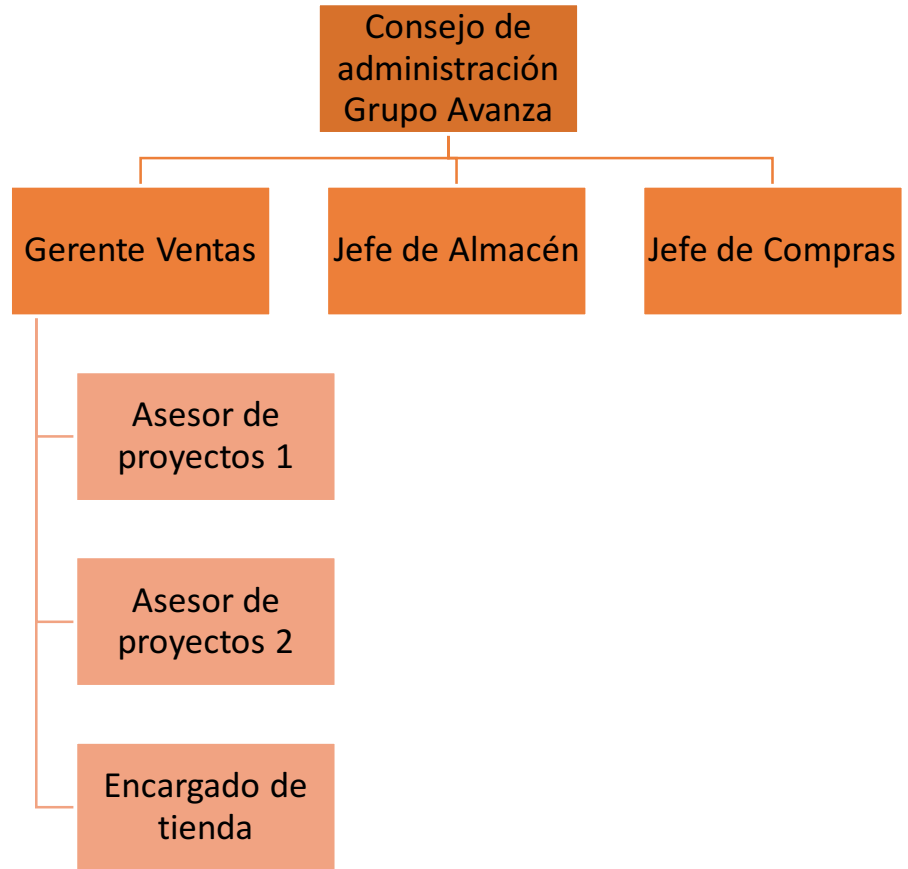 Consejo de
administración
Grupo Avanza
Gerente Ventas
Jefe de Almacén
Jefe de Compras
Asesor de
proyectos 1
Asesor de
proyectos 2
Encargado de
tienda